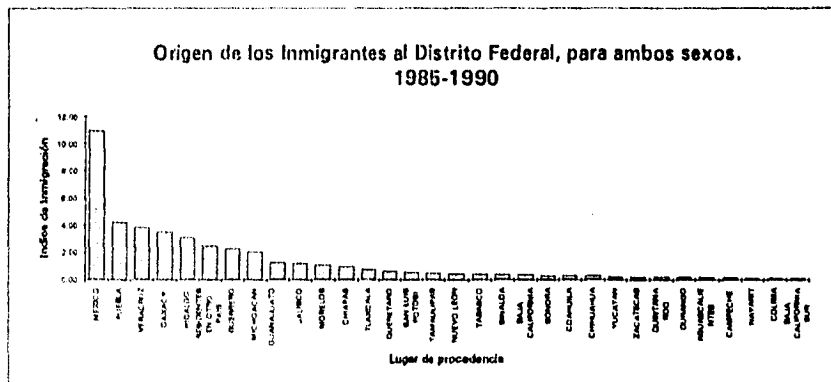 Origen de los Inmigrantes al Distrito Federal, para ambos sexos.
1985-1990
Indice de Inmigración
12.00
10.00
8.00
6.00
4.00
2.00
0.00
MEXICO
PUEBLA
VERACRUZ
OAXACA
HIDALGO
RESIDENTES
EN OTRO
PAIS
GUERRERO
MICHOACAN
GUANAJUATO
JALISCO
MORELOS
CHIAPAS
TLAXCALA
QUERETARO
SAN LUIS
POTOSI
TAMAULIPAS
NUEVO LEON
TABASCO
SINALOA
BAJA
CALIFORNIA
SONORA
COAHUILA
CHIHUAHUA
YUCATAN
ZACATECAS
QUINTANA
ROO
DURANGO
AGUASCALIE
NTES
CAMPECHE
NAYARIT
COLIMA
BAJA
CALIFORNIA
SUR
Lugar de procedencia